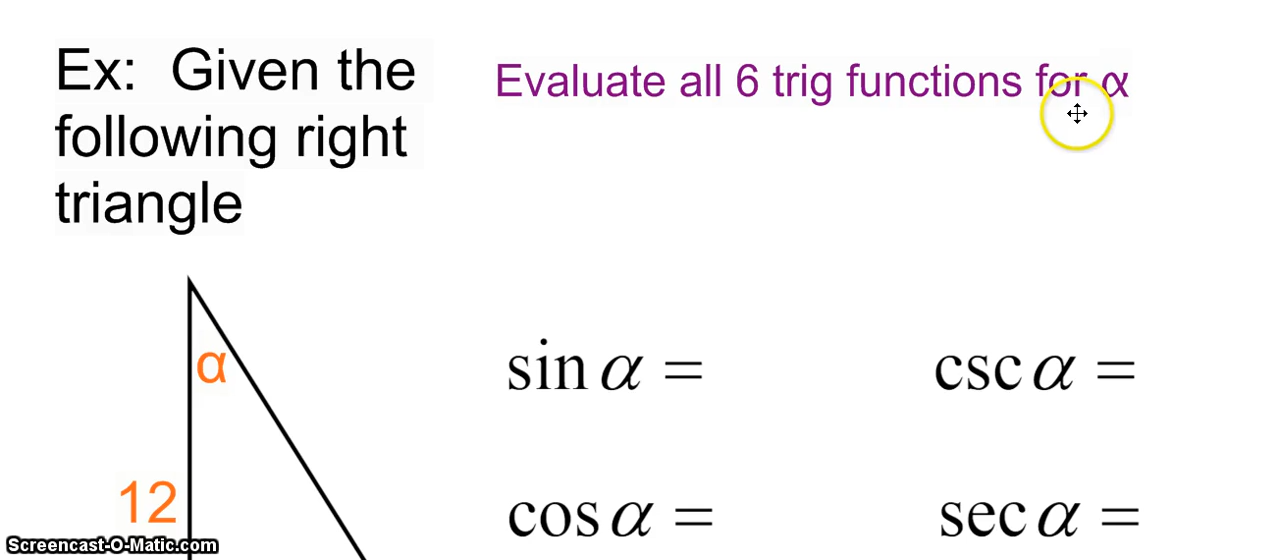 Ex: Given the
following right
triangle
Evaluate all 6 trig functions for α
α
12
sin α =
csc α =
cos α =
sec α =
Screencast-O-Matic.com